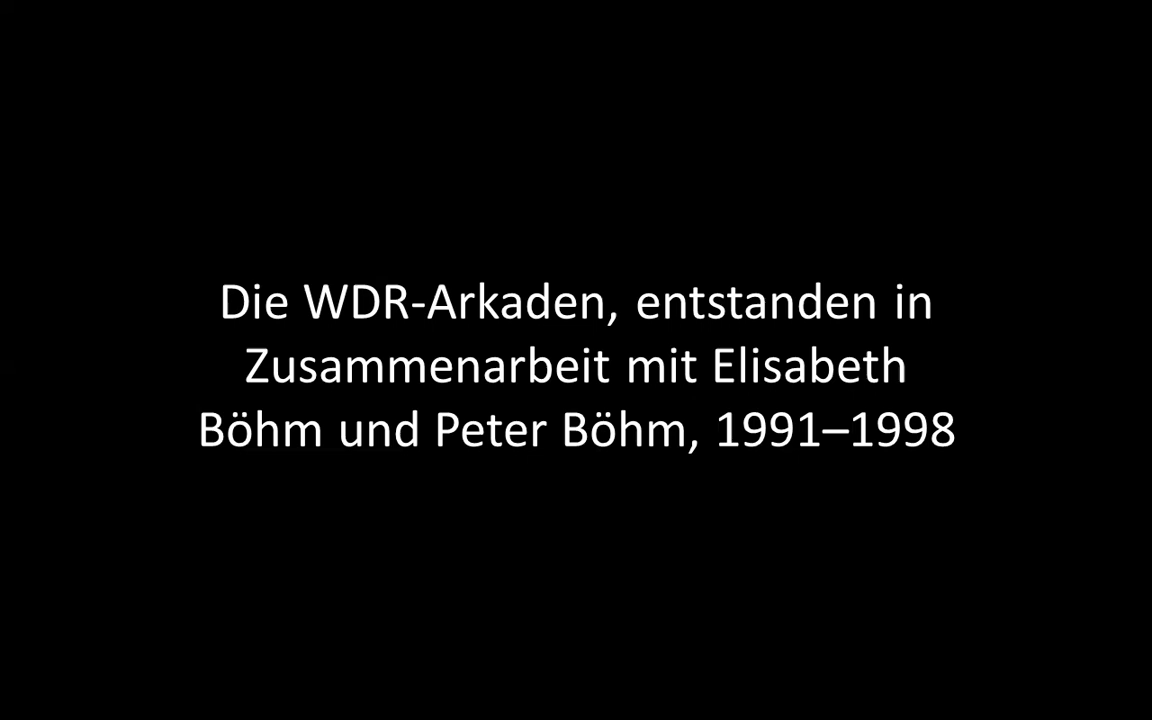 Die WDR-Arkaden, entstanden in
Zusammenarbeit mit Elisabeth
Böhm und Peter Böhm, 1991–1998